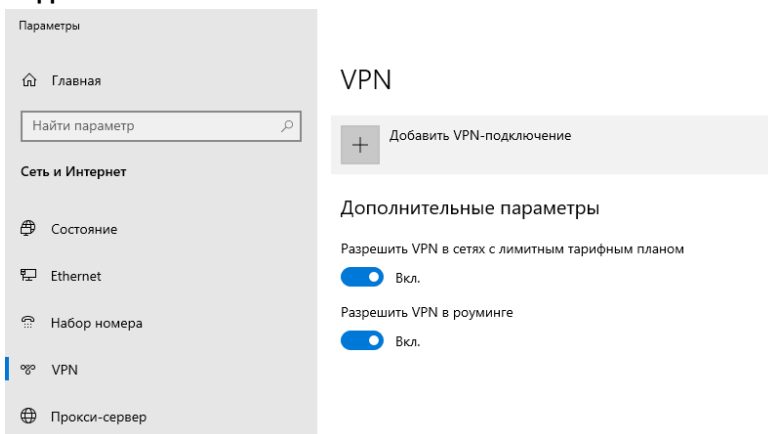 Параметры
Главная
Найти параметр
Сеть и Интернет
Состояние
Ethernet
Набор номера
VPN
Прокси-сервер
VPN
Добавить VPN-подключение
Дополнительные параметры
Разрешить VPN в сетях с лимитным тарифным планом
Вкл.
Разрешить VPN в роуминге
Вкл.